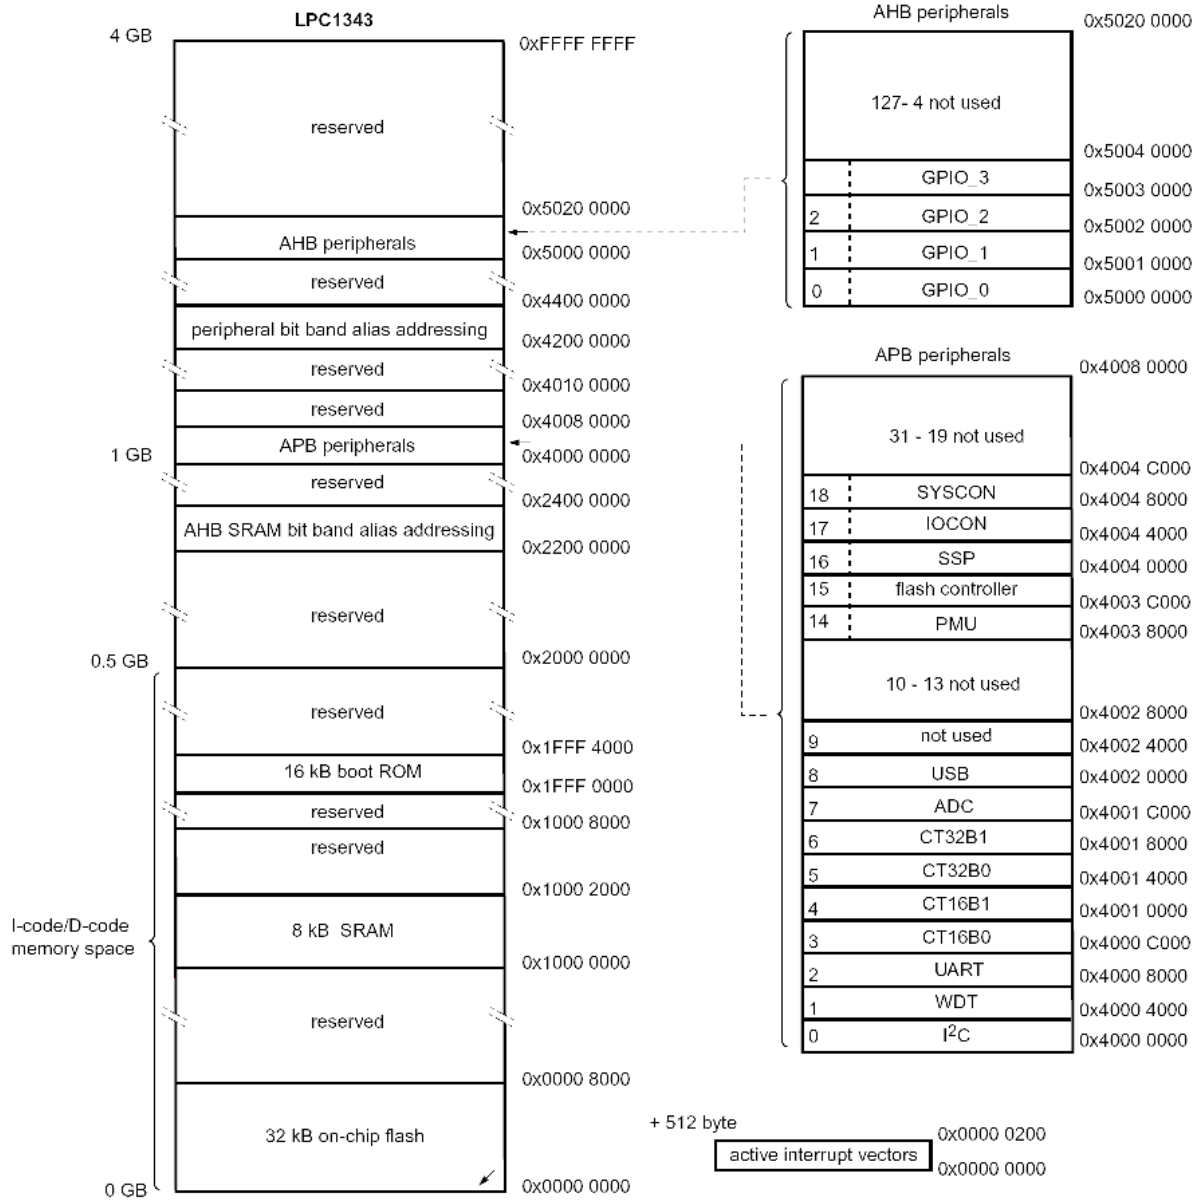 LPC1343
4 GB
0xFFFF FFFF
reserved
0x5020 0000
AHB peripherals
0x5000 0000
reserved
0x4400 0000
peripheral bit band alias addressing
0x4200 0000
reserved
0x4010 0000
reserved
0x4008 0000
APB peripherals
1 GB
0x4000 0000
reserved
0x2400 0000
AHB SRAM bit band alias addressing
0x2200 0000
reserved
0x2000 0000
0.5 GB
reserved
0x1FFF 4000
16 kB boot ROM
0x1FFF 0000
reserved
0x1000 8000
reserved
0x1000 2000
I-code/D-code
memory space
8 kB SRAM
0x1000 0000
reserved
0x0000 8000
32 kB on-chip flash
0 GB
0x0000 0000
AHB peripherals
0x5020 0000
127- 4 not used
0x5004 0000
GPIO_3
0x5003 0000
2 GPIO_2
0x5002 0000
1 GPIO_1
0x5001 0000
0 GPIO_0
0x5000 0000
APB peripherals
0x4008 0000
31 - 19 not used
0x4004 C000
18 SYSCON
0x4004 8000
17 IOCON
0x4004 4000
16 SSP
0x4004 0000
15 flash controller
0x4003 C000
14 PMU
0x4003 8000
10 - 13 not used
0x4002 8000
9 not used
0x4002 4000
8 USB
0x4002 0000
7 ADC
0x4001 C000
6 CT32B1
0x4001 8000
5 CT32B0
0x4001 4000
4 CT16B1
0x4001 0000
3 CT16B0
0x4000 C000
2 UART
0x4000 8000
1 WDT
0x4000 4000
0 I²C
0x4000 0000
+ 512 byte
0x0000 0200
active interrupt vectors
0x0000 0000